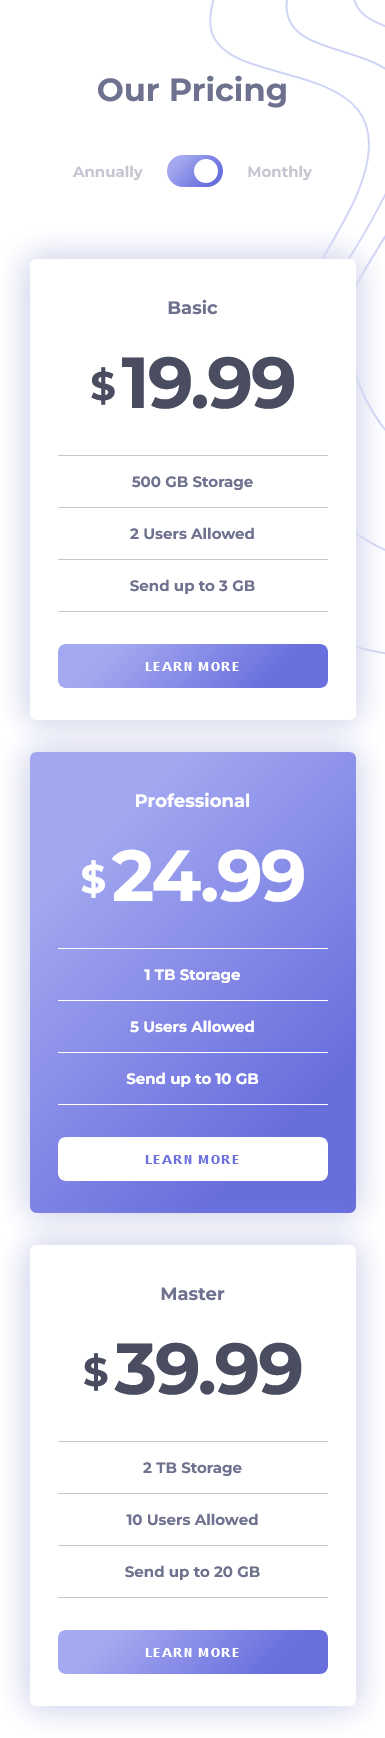 Our Pricing
Annually Monthly
Basic
$19.99
500 GB Storage
2 Users Allowed
Send up to 3 GB
LEARN MORE
Professional
$24.99
1 TB Storage
5 Users Allowed
Send up to 10 GB
LEARN MORE
Master
$39.99
2 TB Storage
10 Users Allowed
Send up to 20 GB
LEARN MORE